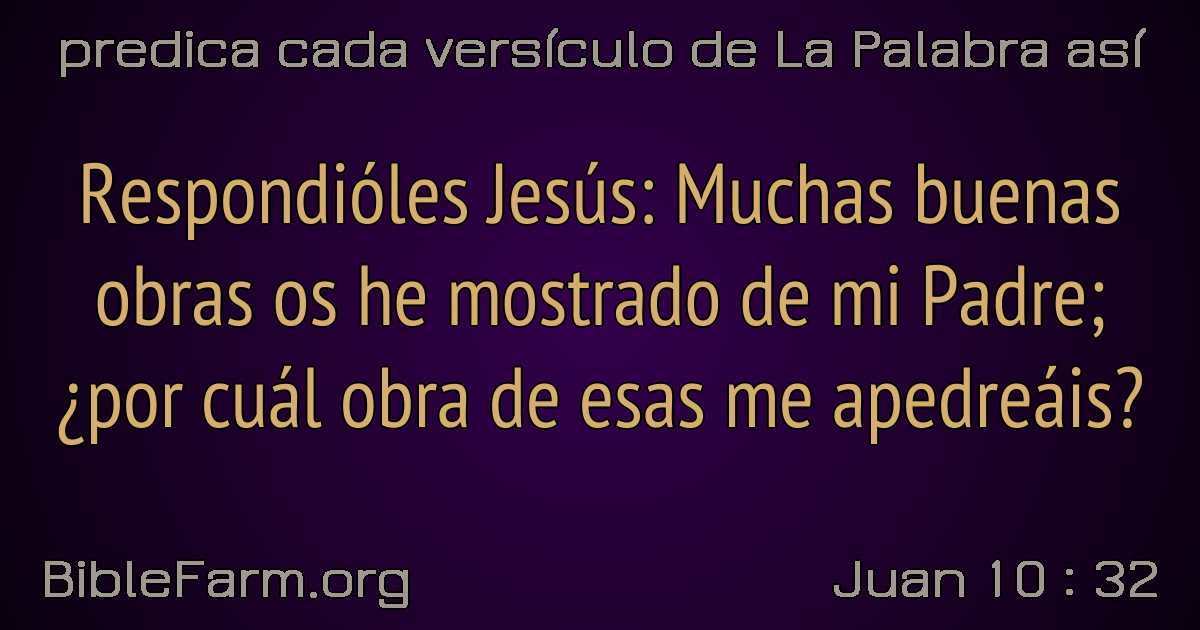 predica cada versículo de La Palabra así
Respondióles Jesús: Muchas buenas
obras os he mostrado de mi Padre;
¿por cuál obra de esas me apedreáis?
BibleFarm.org
Juan 10 : 32